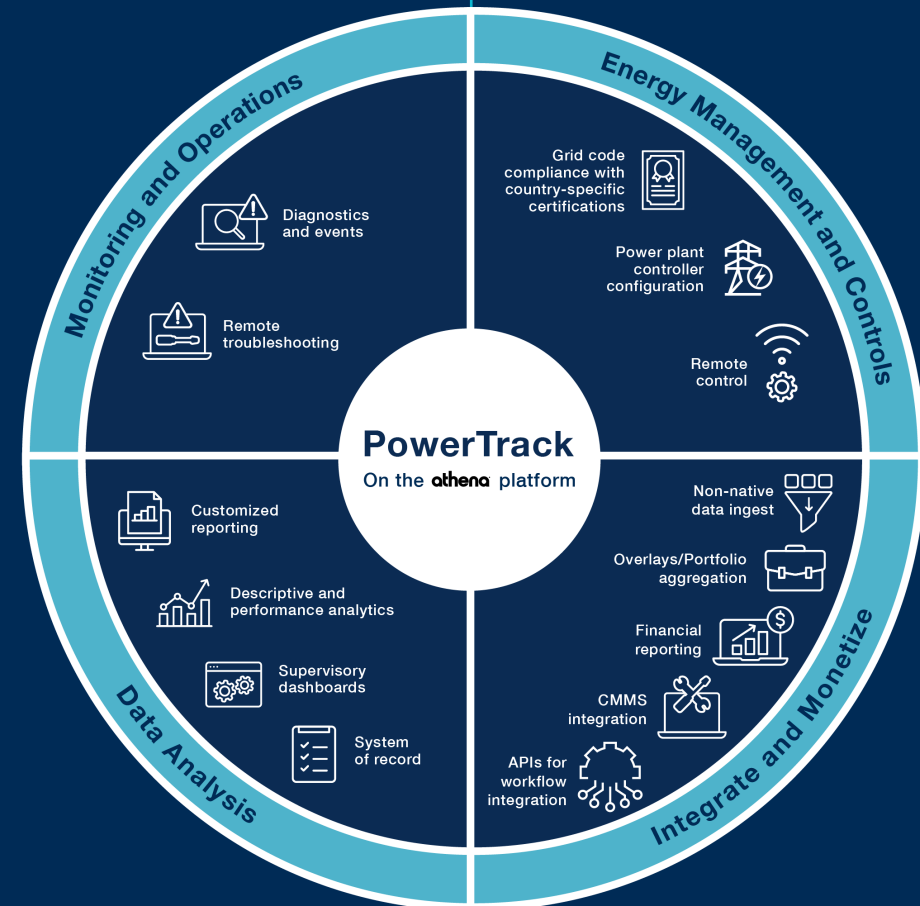 Monitoring and Operations
Diagnostics
and events
Remote
troubleshooting
Energy Management and Controls
Grid code
compliance with
country-specific
certifications
Power plant
controller
configuration
Remote
control
PowerTrack
On the athena platform
Data Analysis
Customized
reporting
Descriptive and
performance analytics
Supervisory
dashboards
System
of record
Integrate and Monetize
Non-native
data ingest
Overlays/Portfolio
aggregation
$
Financial
reporting
CMMS
integration
APIs for
workflow
integration